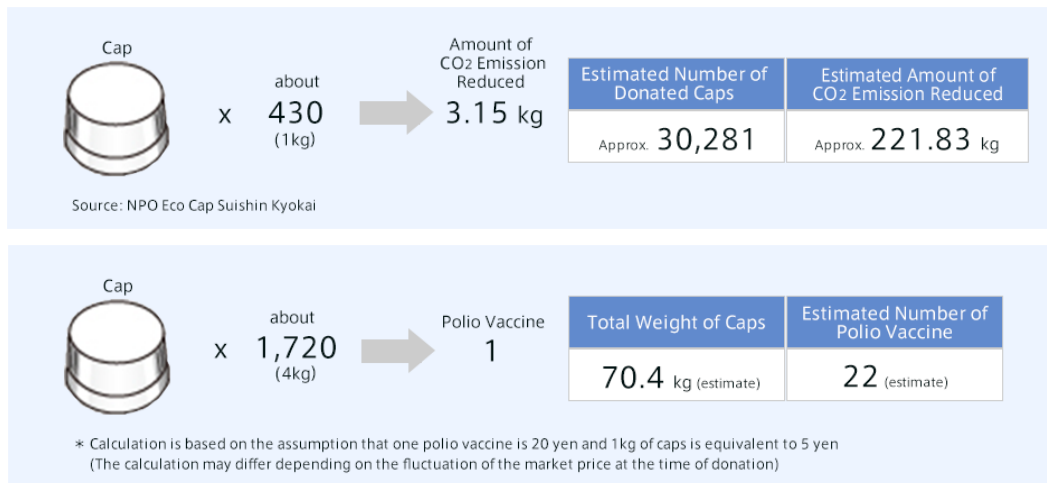 Cap
x
about
430
(1kg)
Amount of
CO2 Emission
Reduced
3.15 kg
Estimated Number of
Donated Caps
Estimated Amount of
CO2 Emission Reduced
Approx. 30,281
Approx. 221.83 kg
Source: NPO Eco Cap Suishin Kyokai
Cap
x
about
1,720
(4kg)
Polio Vaccine
1
Total Weight of Caps
Estimated Number of
Polio Vaccine
70.4 kg (estimate)
22 (estimate)
* Calculation is based on the assumption that one polio vaccine is 20 yen and 1kg of caps is equivalent to 5 yen
(The calculation may differ depending on the fluctuation of the market price at the time of donation)